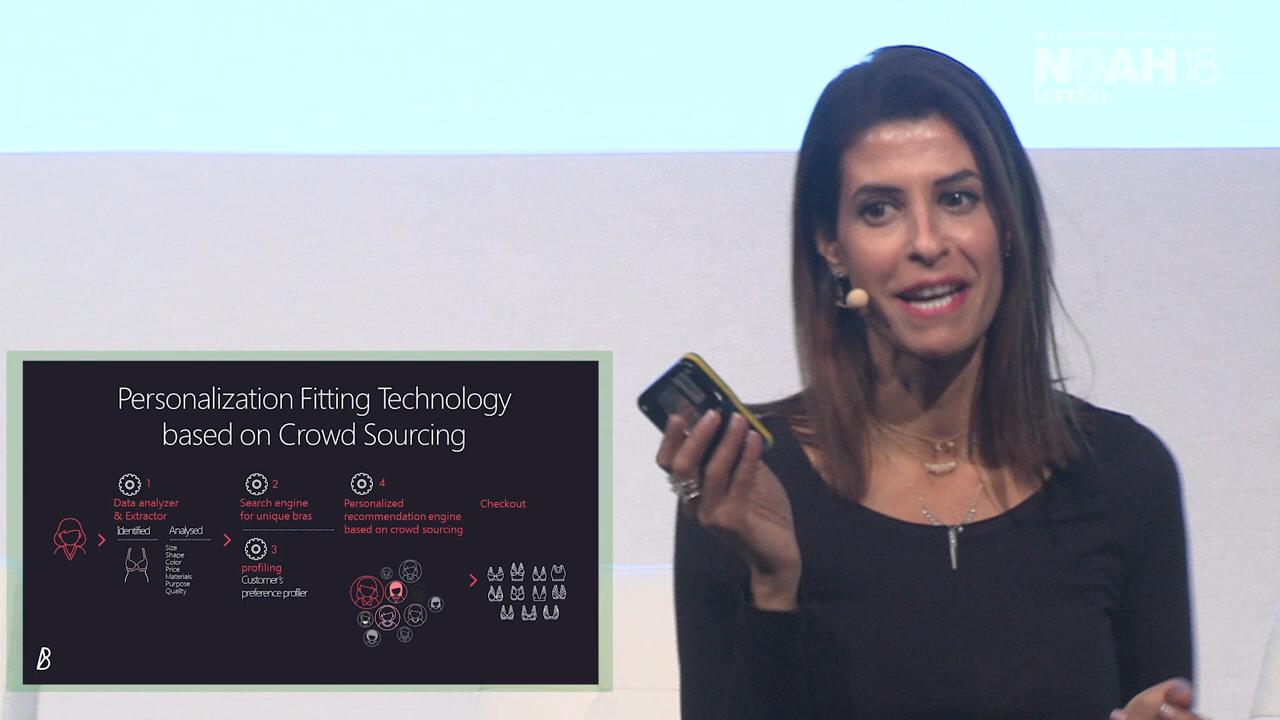 LEADERS CONNECTED
NOAH18
London
Personalization Fitting Technology
based on Crowd Sourcing
1
Data analyzer
& Extractor
Identified
Analysed
Size
Shape
Color
Price
Materials
Purpose
Quality
2
Search engine
for unique bras
3
profiling
Customer's
preference profiler
4
Personalized
recommendation engine
based on crowd sourcing
Checkout
B